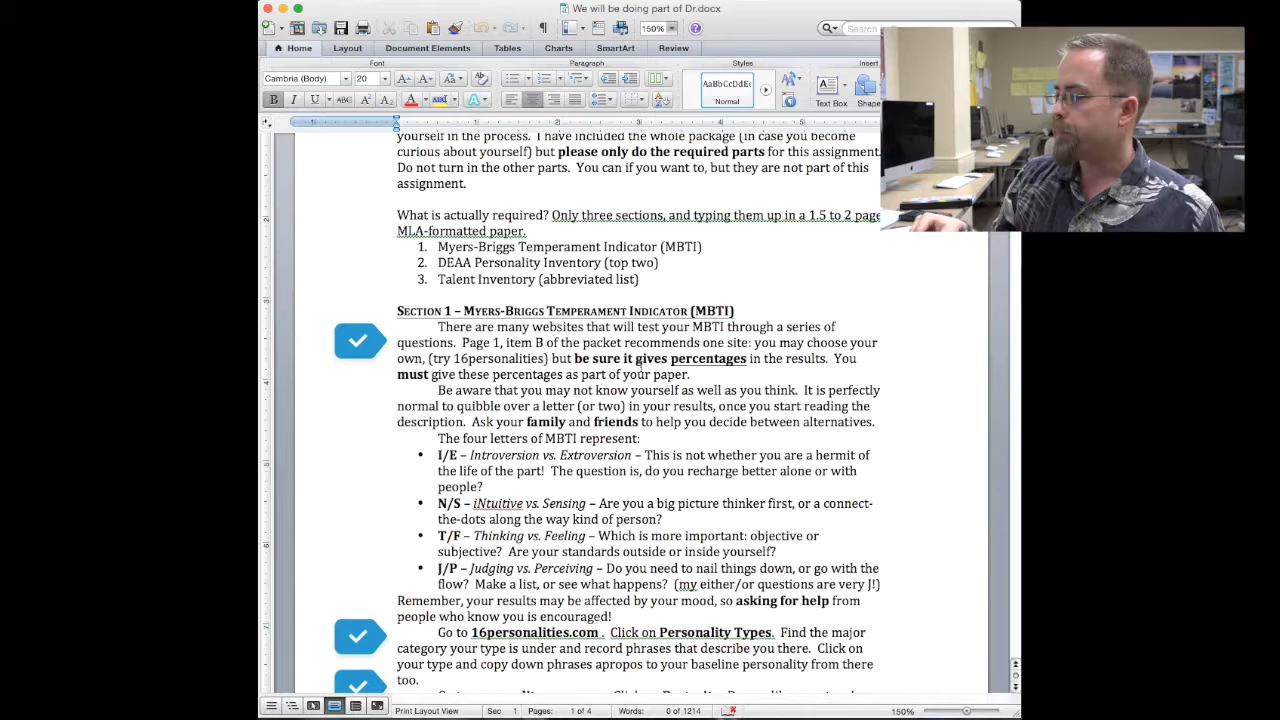 We will be doing part of Dr.docx
150%
Search
Home Layout Document Elements Tables Charts SmartArt Review
Font Paragraph Styles Insert
Cambria (Body) 20 AaBbCcDdEe
Normal Text Box Shape
yourself in the process. I have included the whole package (in case you become
curious about yourself) but please only do the required parts for this assignment.
Do not turn in the other parts. You can if you want to, but they are not part of this
assignment.
What is actually required? Only three sections, and typing them up in a 1.5 to 2 page
MLA-formatted paper.
1. Myers-Briggs Temperament Indicator (MBTI)
2. DEAA Personality Inventory (top two)
3. Talent Inventory (abbreviated list)
SECTION 1 – MYERS-BRIGGS TEMPERAMENT INDICATOR (MBTI)
There are many websites that will test your MBTI through a series of
questions. Page 1, item B of the packet recommends one site: you may choose your
own, (try 16personalities) but be sure it gives percentages in the results. You
must give these percentages as part of your paper.
Be aware that you may not know yourself as well as you think. It is perfectly
normal to quibble over a letter (or two) in your results, once you start reading the
description. Ask your family and friends to help you decide between alternatives.
The four letters of MBTI represent:
• I/E – Introversion vs. Extroversion – This is not whether you are a hermit of
the life of the part! The question is, do you recharge better alone or with
people?
• N/S – iNtuitive vs. Sensing – Are you a big picture thinker first, or a connect-
the-dots along the way kind of person?
• T/F – Thinking vs. Feeling – Which is more important: objective or
subjective? Are your standards outside or inside yourself?
• J/P – Judging vs. Perceiving – Do you need to nail things down, or go with the
flow? Make a list, or see what happens? (my either/or questions are very J!)
Remember, your results may be affected by your mood, so asking for help from
people who know you is encouraged!
Go to 16personalities.com . Click on Personality Types. Find the major
category your type is under and record phrases that describe you there. Click on
your type and copy down phrases apropos to your baseline personality from there
too.
Print Layout View Sec 1 Pages: 1 of 4 Words: 0 of 1214 150%